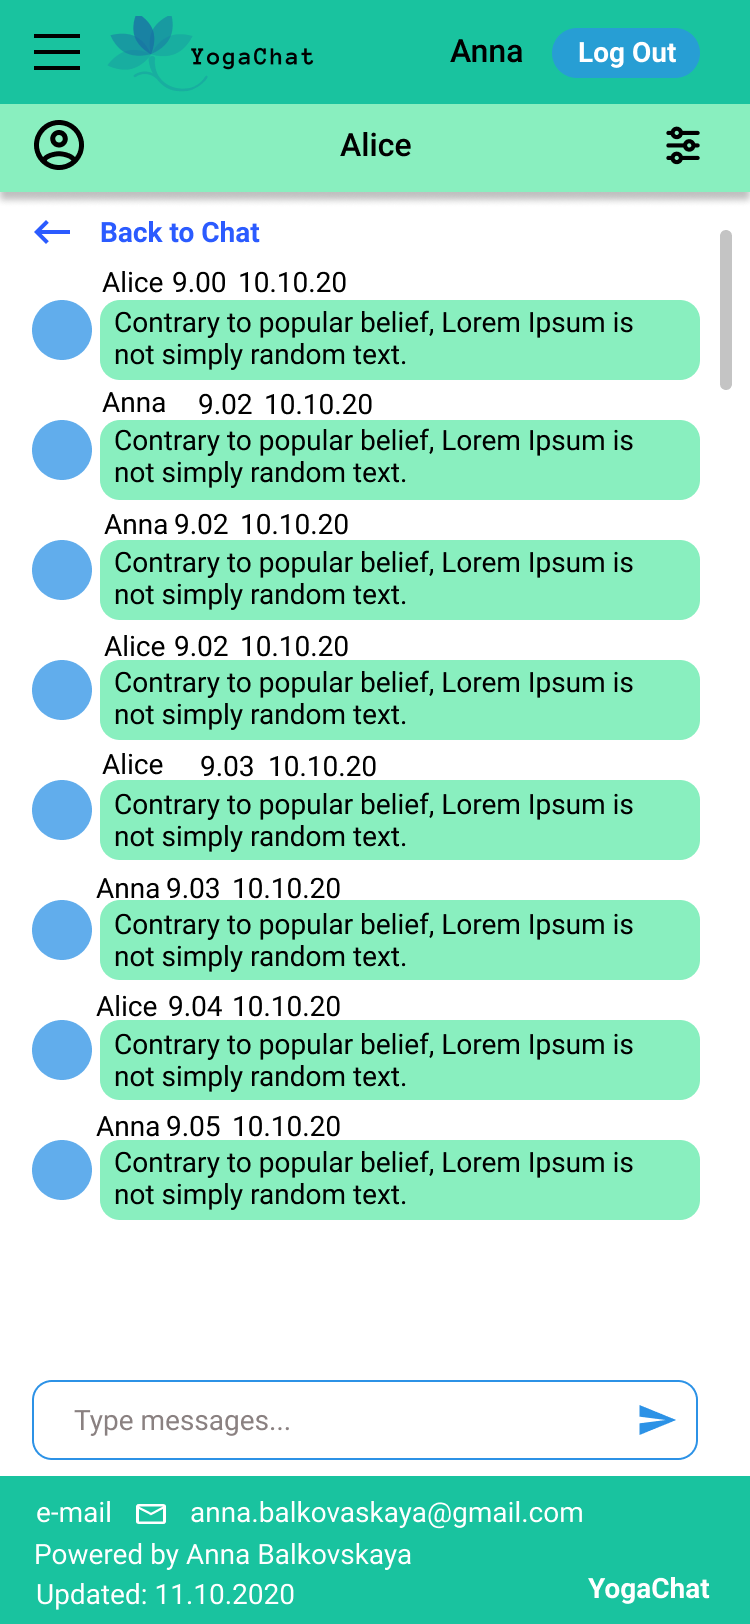 YogaChat
Anna
Log Out
Alice
Back to Chat
Alice 9.00 10.10.20
Contrary to popular belief, Lorem Ipsum is
not simply random text.
Anna 9.02 10.10.20
Contrary to popular belief, Lorem Ipsum is
not simply random text.
Anna 9.02 10.10.20
Contrary to popular belief, Lorem Ipsum is
not simply random text.
Alice 9.02 10.10.20
Contrary to popular belief, Lorem Ipsum is
not simply random text.
Alice 9.03 10.10.20
Contrary to popular belief, Lorem Ipsum is
not simply random text.
Anna 9.03 10.10.20
Contrary to popular belief, Lorem Ipsum is
not simply random text.
Alice 9.04 10.10.20
Contrary to popular belief, Lorem Ipsum is
not simply random text.
Anna 9.05 10.10.20
Contrary to popular belief, Lorem Ipsum is
not simply random text.
Type messages...
e-mail anna.balkovaskaya@gmail.com
Powered by Anna Balkovskaya
Updated: 11.10.2020
YogaChat